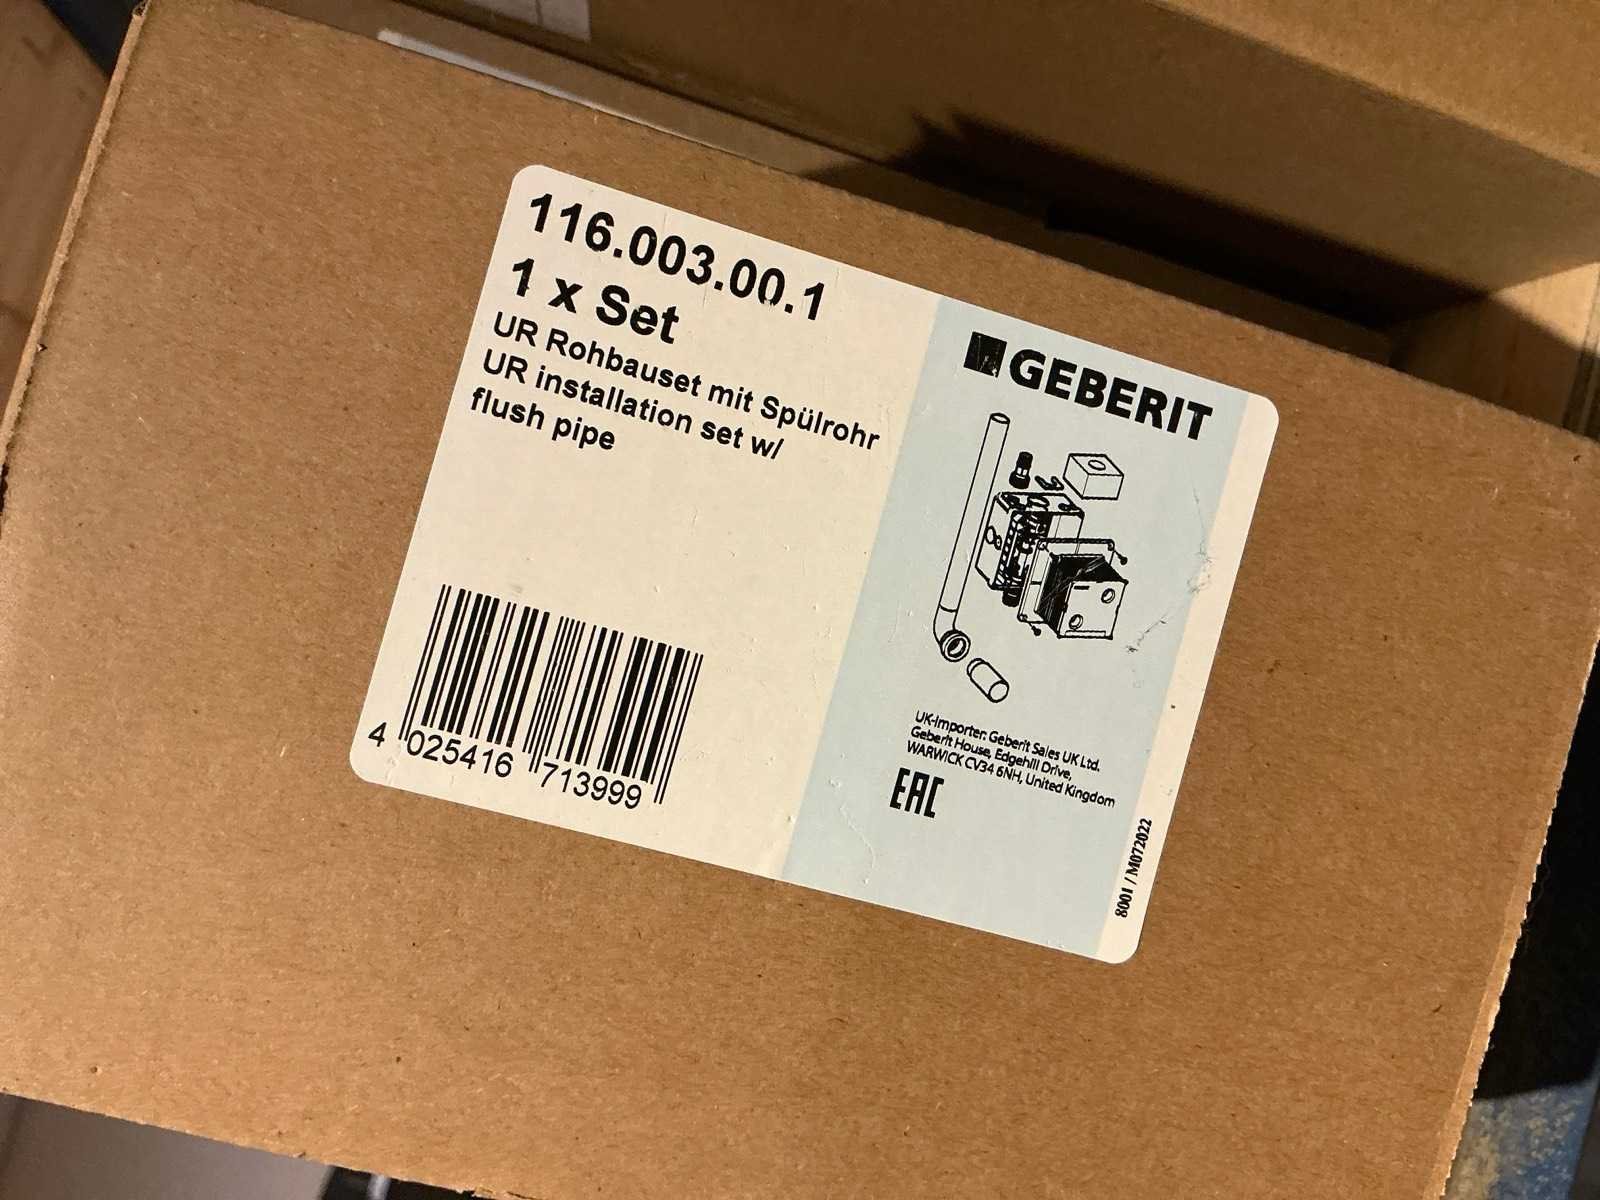 116.003.00.1
1 x Set
UR Rohbauset mit Spülrohr
UR installation set w/
flush pipe
GEBERIT
4 025416 713999
UK-Importer: Geberit Sales UK Ltd.
Geberit House, Edgehill Drive,
WARWICK CV34 6NH, United Kingdom
EAC
8001 / M072022